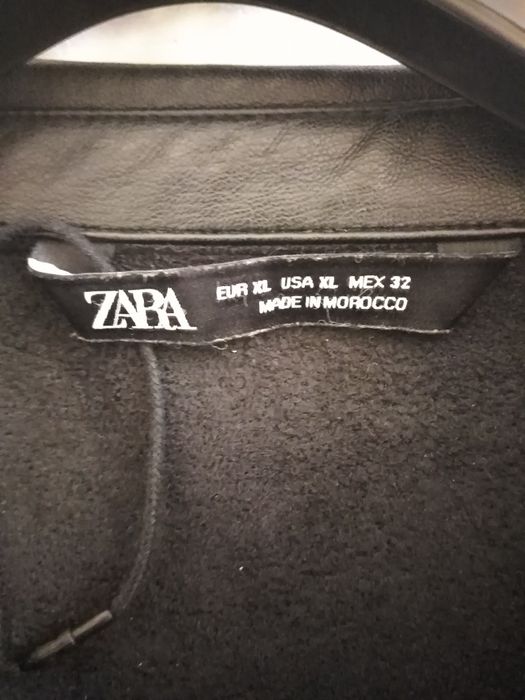 ZARA
EUR XL USA XL MEX 32
MADE IN MOROCCO